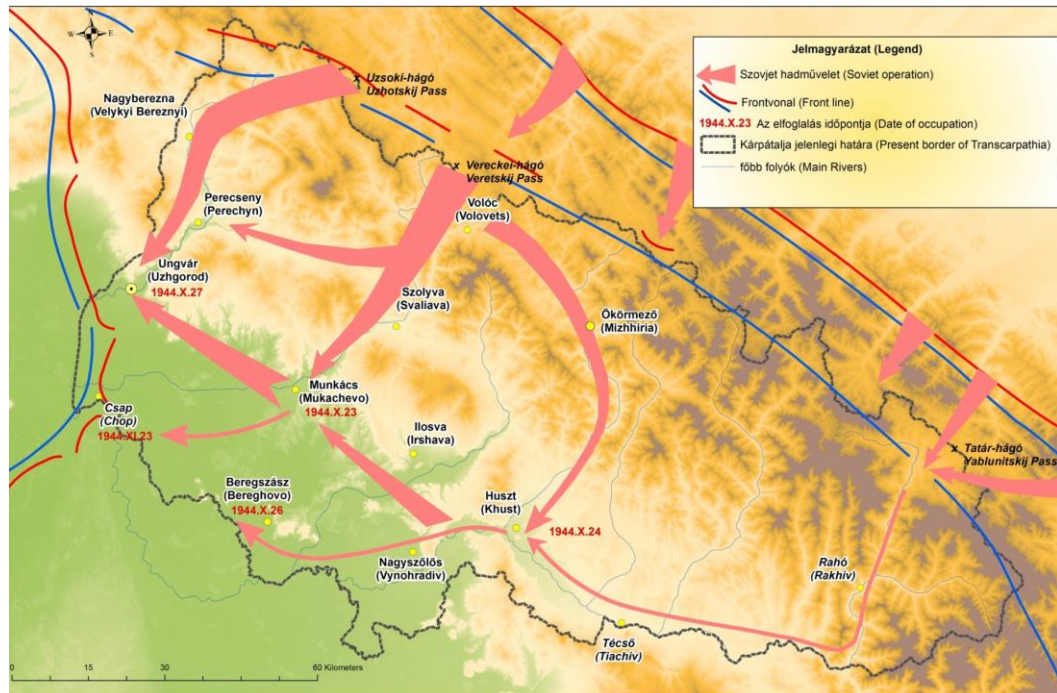 N
W E
S
Jelmagyarázat (Legend)
Szovjet hadművelet (Soviet operation)
Frontvonal (Front line)
1944.X.23 Az elfoglalás időpontja (Date of occupation)
Kárpátalja jelenlegi határa (Present border of Transcarpathia)
főbb folyók (Main Rivers)
x Uzsoki-hágó
Uzhotskij Pass
Nagyberezna
(Velykyi Bereznyi)
x Vereckei-hágó
Veretskij Pass
Perecseny
(Perechyn)
Volóc
(Volovets)
Ungvár
(Uzhgorod)
1944.X.27
Szolyva
(Svaliava)
Ökörmező
(Mizhhiria)
Munkács
(Mukachevo)
1944.X.23
Csap
(Chop)
1944.XI.23
Ilosva
(Irshava)
x Tatár-hágó
Yablunitskij Pass
Beregszász
(Bereghovo)
1944.X.26
Huszt
(Khust)
1944.X.24
Nagyszőlős
(Vynohradiv)
Rahó
(Rakhiv)
Técső
(Tiachiv)
0 15 30 60 Kilometers